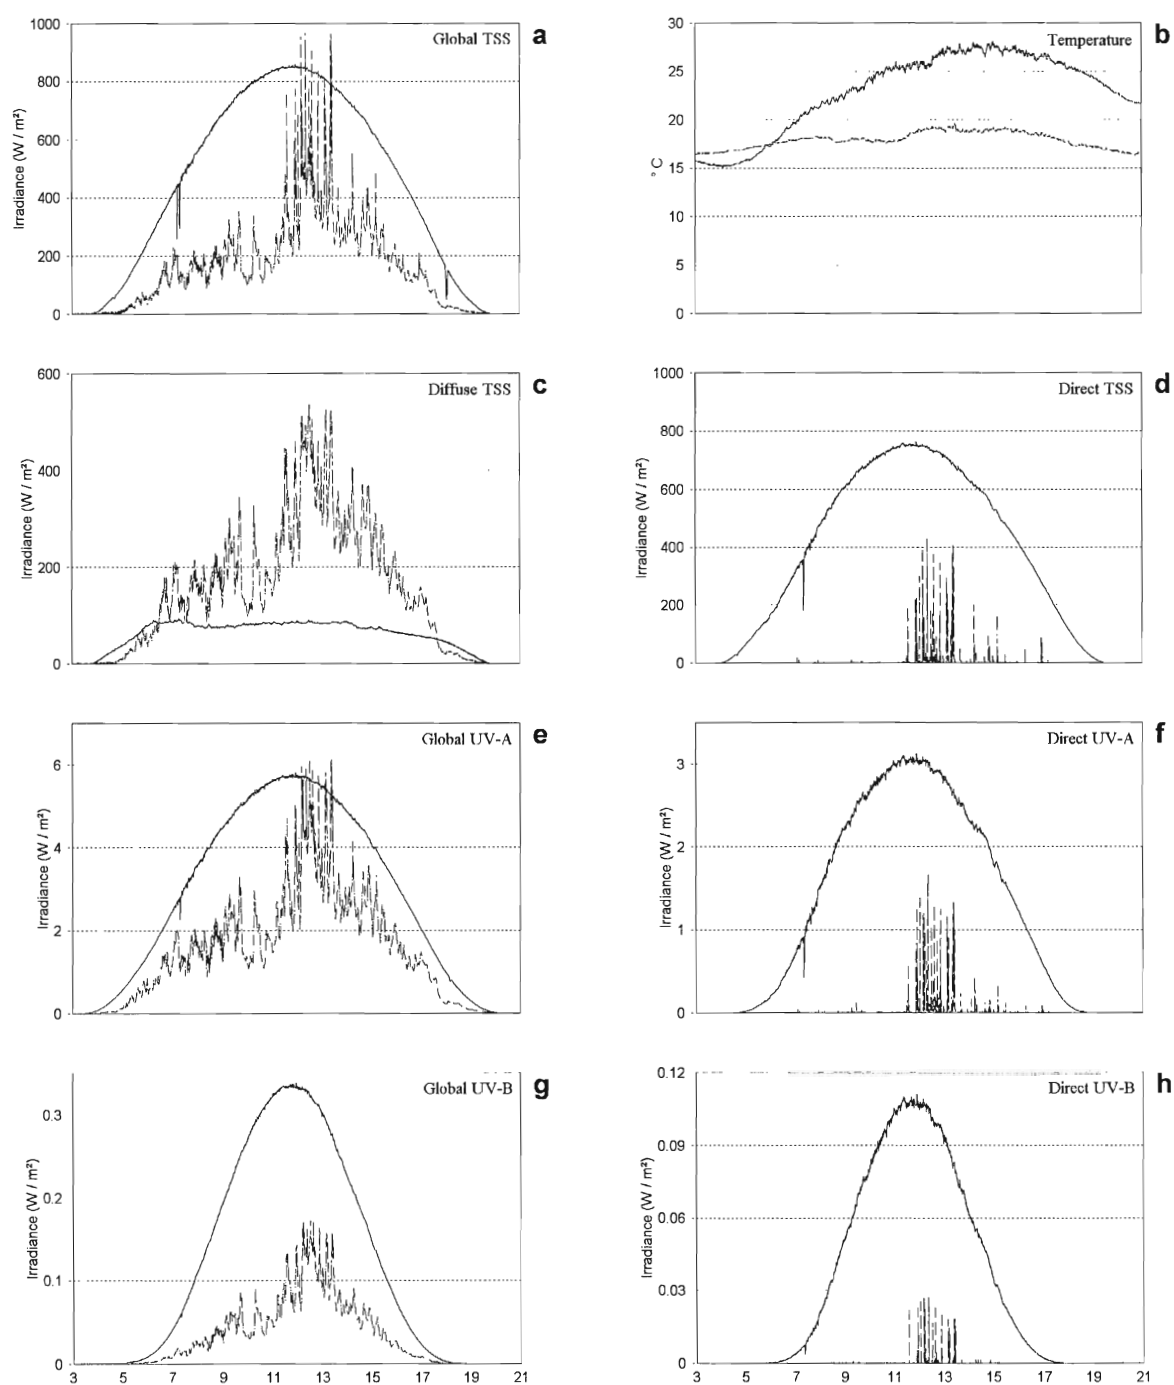 1000
800
600
400
200
0
Irradiance (W / m²)
Global TSS
a
30
25
20
15
10
5
0
° C
Temperature
b
600
400
200
0
Irradiance (W / m²)
Diffuse TSS
c
1000
800
600
400
200
0
Irradiance (W / m²)
Direct TSS
d
6
4
2
0
Irradiance (W / m²)
Global UV-A
e
3
2
1
0
Irradiance (W / m²)
Direct UV-A
f
0.3
0.2
0.1
0
Irradiance (W / m²)
Global UV-B
g
3 5 7 9 11 13 15 17 19 21
0.12
0.09
0.06
0.03
0
Irradiance (W / m²)
Direct UV-B
h
3 5 7 9 11 13 15 17 19 21